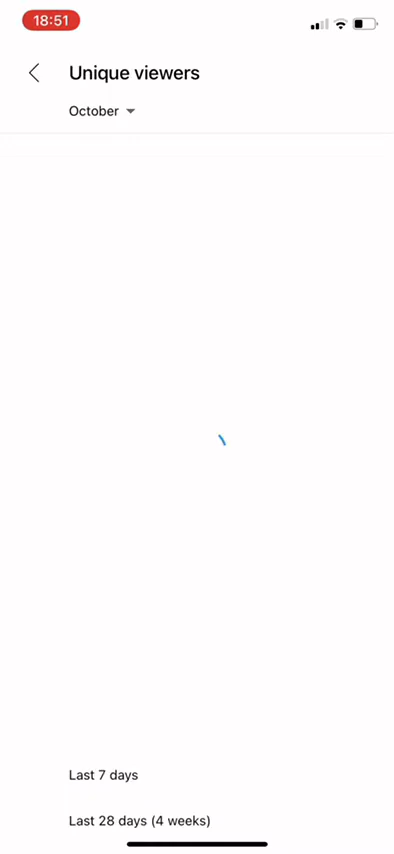 18:51
Unique viewers
October
Last 7 days
Last 28 days (4 weeks)